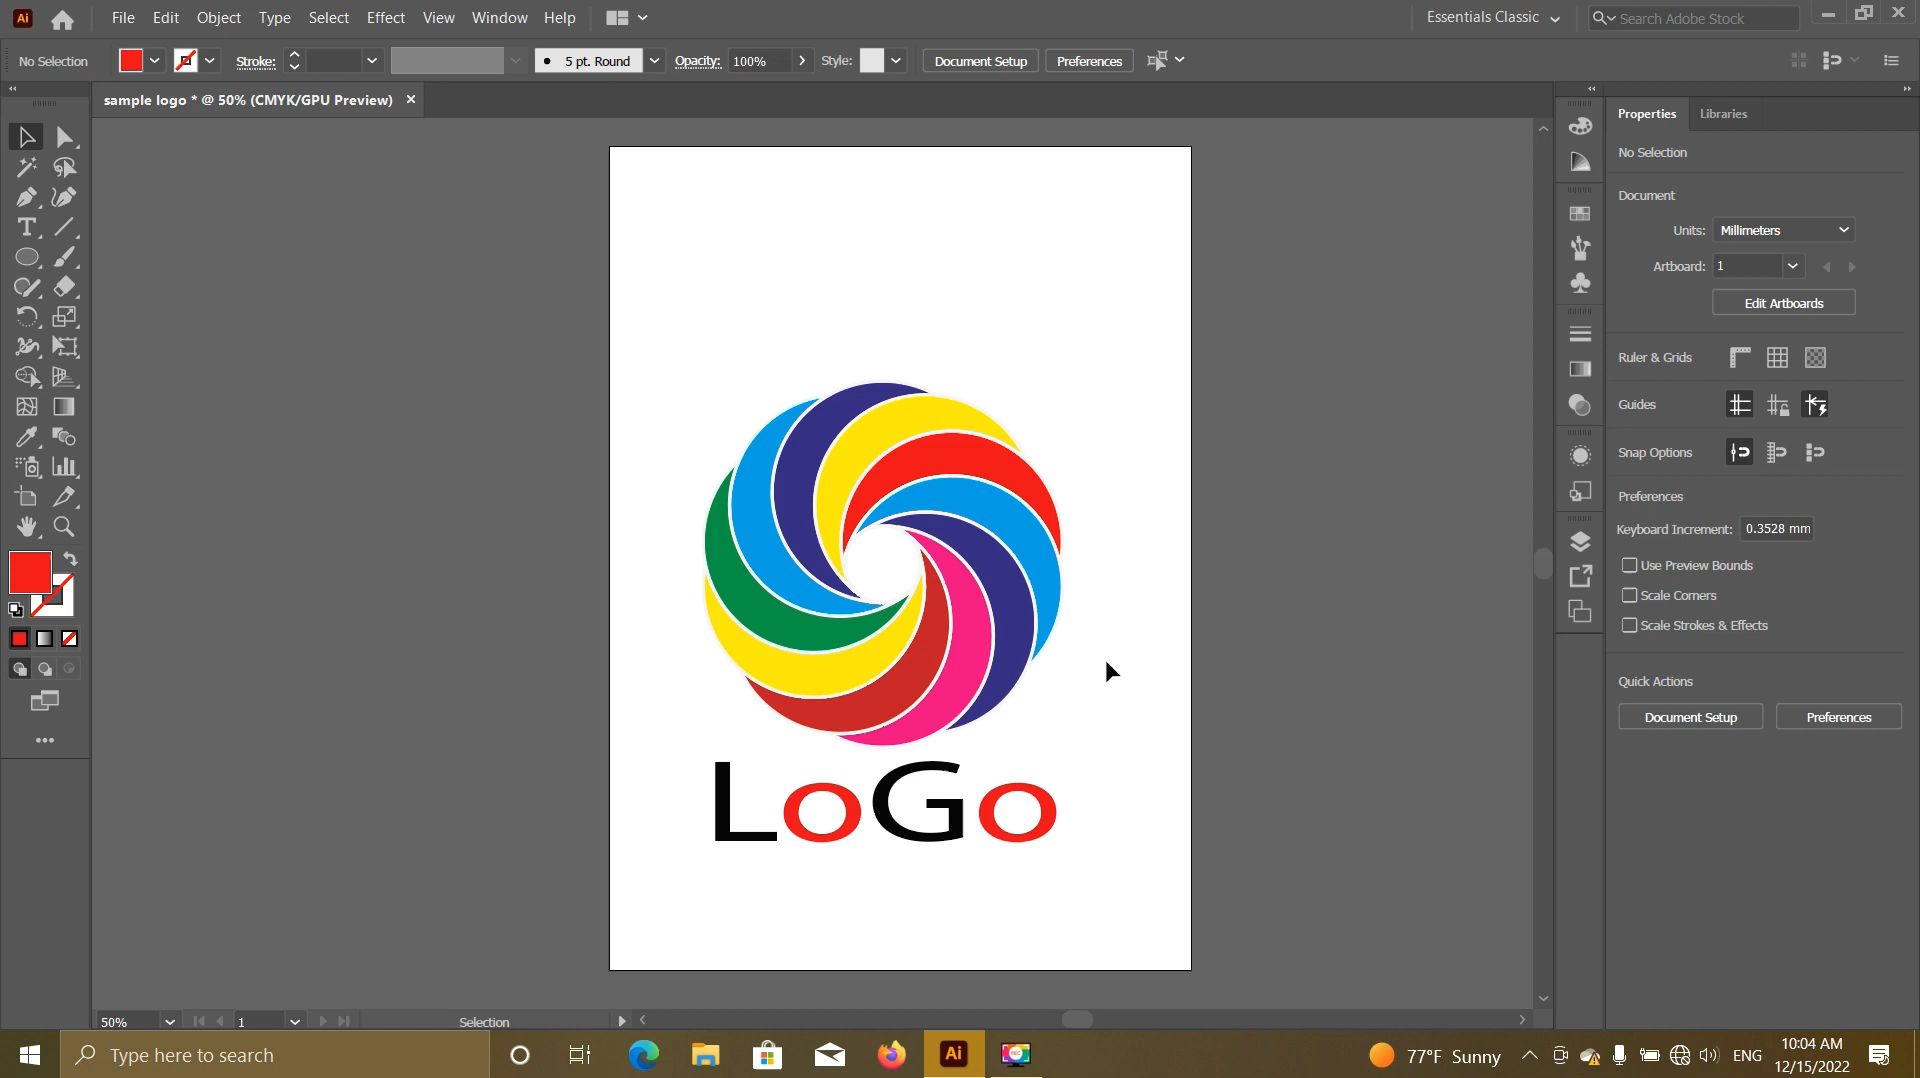 Ai File Edit Object Type Select Effect View Window Help Essentials Classic Search Adobe Stock
No Selection Stroke: 5 pt. Round Opacity: 100% Style: Document Setup Preferences
sample logo * @ 50% (CMYK/GPU Preview)
Properties Libraries
No Selection
Document
Units: Millimeters
Artboard: 1
Edit Artboards
Ruler & Grids
Guides
Snap Options
Preferences
Keyboard Increment: 0.3528 mm
Use Preview Bounds
Scale Corners
Scale Strokes & Effects
Quick Actions
Document Setup Preferences
LoGo
50% 1 Selection
Type here to search Ai 77°F Sunny ENG 10:04 AM
12/15/2022